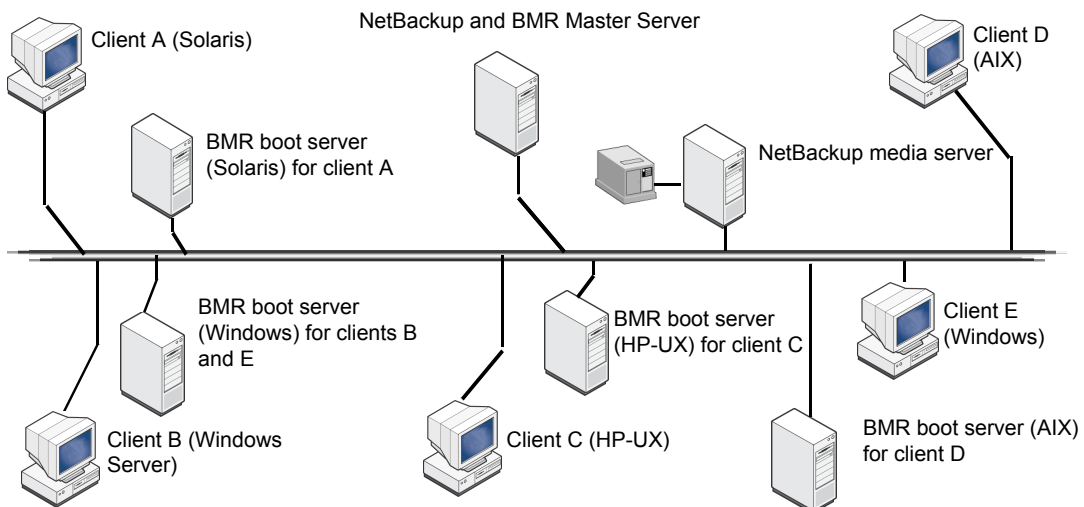 NetBackup and BMR Master Server
Client A (Solaris)
Client D
(AIX)
BMR boot server
(Solaris) for client A
NetBackup media server
BMR boot server
(Windows) for clients B
and E
BMR boot server
(HP-UX) for client C
Client E
(Windows)
Client B (Windows
Server)
Client C (HP-UX)
BMR boot server (AIX)
for client D